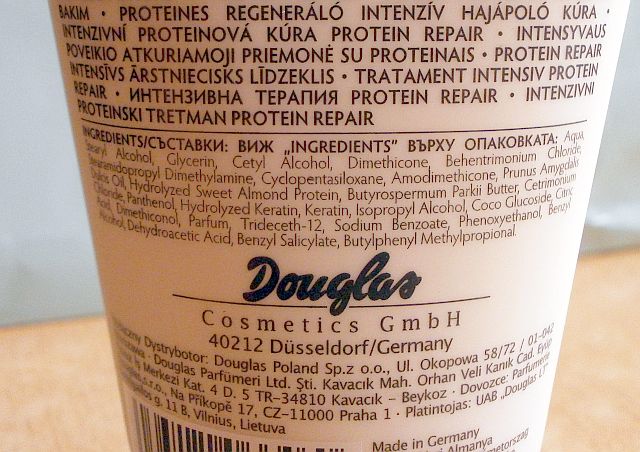 BAKIM • PROTEINES REGENERÁLÓ INTENZÍV HAJÁPOLÓ KÚRA •
INTENZIVNÍ PROTEINOVÁ KÚRA PROTEIN REPAIR • INTENSYVAUS
POVEIKIO ATKURIAMOJI PRIEMONĖ SU PROTEINAIS • PROTEIN REPAIR
INTENSĪVS ĀRSTNIECISKS LĪDZEKLIS • TRATAMENT INTENSIV PROTEIN
REPAIR • ИНТЕНЗИВНА ТЕРАПИЯ PROTEIN REPAIR • INTENZIVNI
PROTEINSKI TRETMAN PROTEIN REPAIR
INGREDIENTS/СЪСТАВКИ: ВИЖ „INGREDIENTS" ВЪРХУ ОПАКОВКАТА: Aqua,
Stearyl Alcohol, Glycerin, Cetyl Alcohol, Dimethicone, Behentrimonium Chloride,
Stearamidopropyl Dimethylamine, Cyclopentasiloxane, Amodimethicone, Prunus Amygdalus
Dulcis Oil, Hydrolyzed Sweet Almond Protein, Butyrospermum Parkii Butter, Cetrimonium
Chloride, Panthenol, Hydrolyzed Keratin, Keratin, Isopropyl Alcohol, Coco Glucoside, Citric
Acid, Dimethiconol, Parfum, Trideceth-12, Sodium Benzoate, Phenoxyethanol, Benzyl
Alcohol, Dehydroacetic Acid, Benzyl Salicylate, Butylphenyl Methylpropional.
Douglas
Cosmetics GmbH
40212 Düsseldorf/Germany
Dystrybotor: Douglas Poland Sp.z o.o., Ul. Okopowa 58/72 / 01-042
Douglas Parfümeri Ltd. Şti. Kavacık Mah. Orhan Veli Kanık Cad. Eyüp
İş Merkezi Kat. 4 D. 5 TR–34810 Kavacık – Beykoz • Dovozce: Parfumerie
s.r.o., Na Příkopě 17, CZ–11000 Praha 1 • Platintojas: UAB „Douglas LT"
g. 11 B, Vilnius, Lietuva
Made in Germany
Almanya